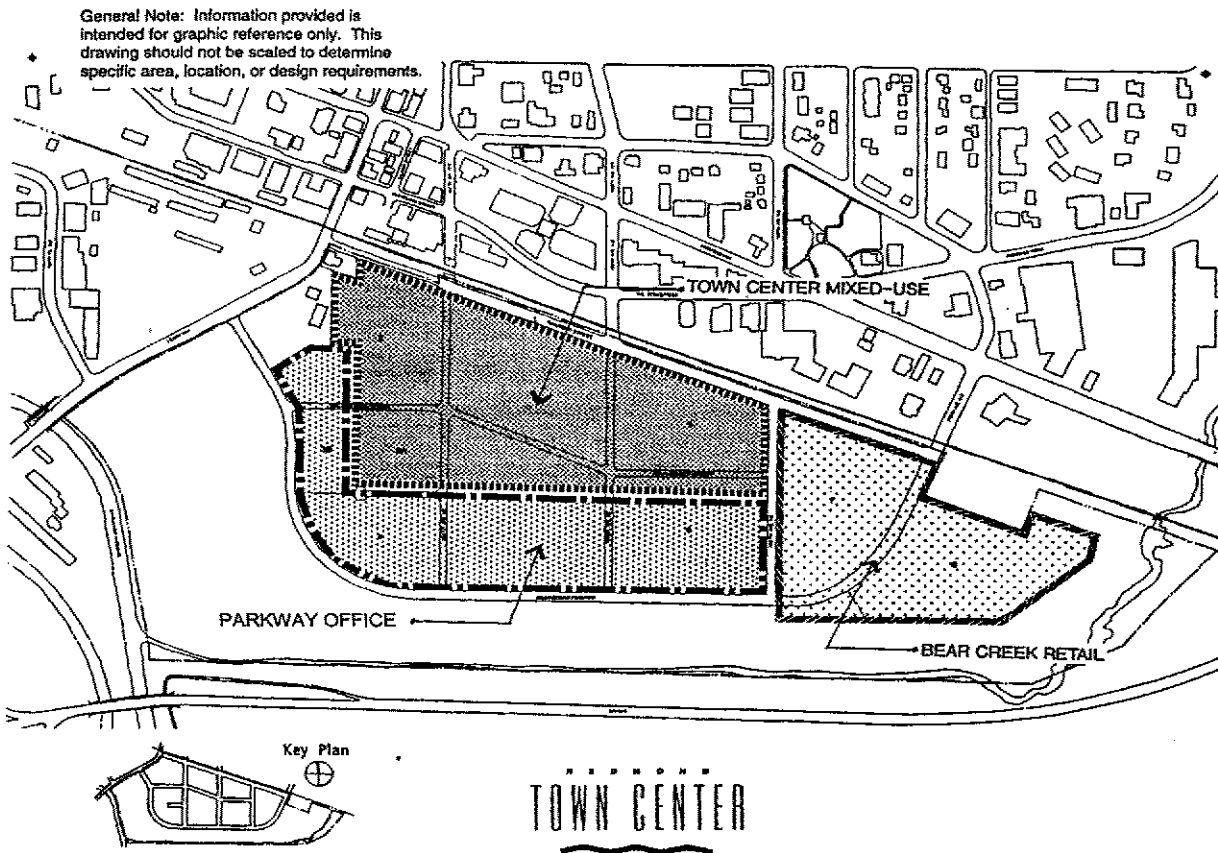 General Note: Information provided is
intended for graphic reference only. This
drawing should not be scaled to determine
specific area, location, or design requirements.
TOWN CENTER MIXED-USE
PARKWAY OFFICE
BEAR CREEK RETAIL
Key Plan
REDMOND
TOWN CENTER